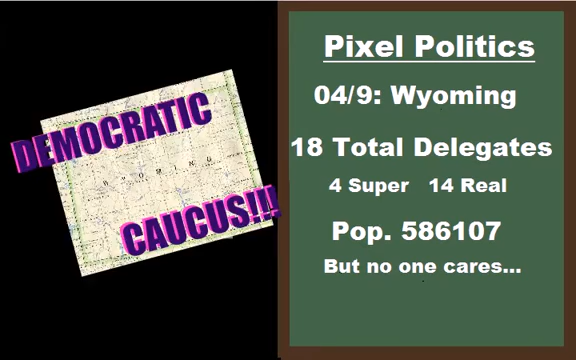 DEMOCRATIC
WYOMING
CAUCUS!!!
Pixel Politics
04/9: Wyoming
18 Total Delegates
4 Super 14 Real
Pop. 586107
But no one cares...